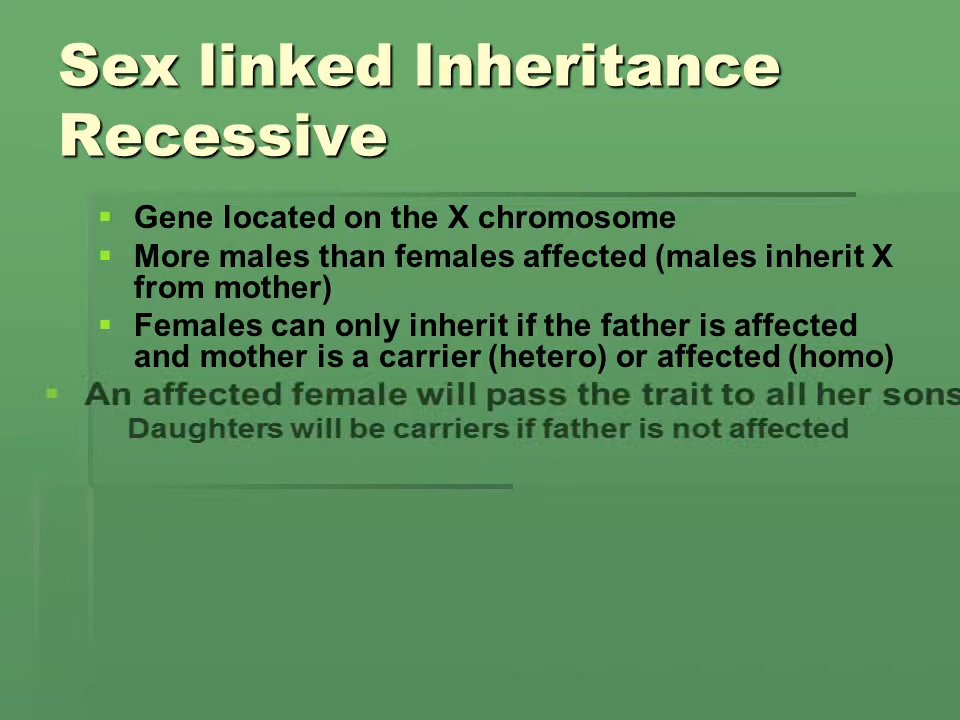 Sex linked Inheritance
Recessive
Gene located on the X chromosome
More males than females affected (males inherit X
from mother)
Females can only inherit if the father is affected
and mother is a carrier (hetero) or affected (homo)
An affected female will pass the trait to all her sons
Daughters will be carriers if father is not affected